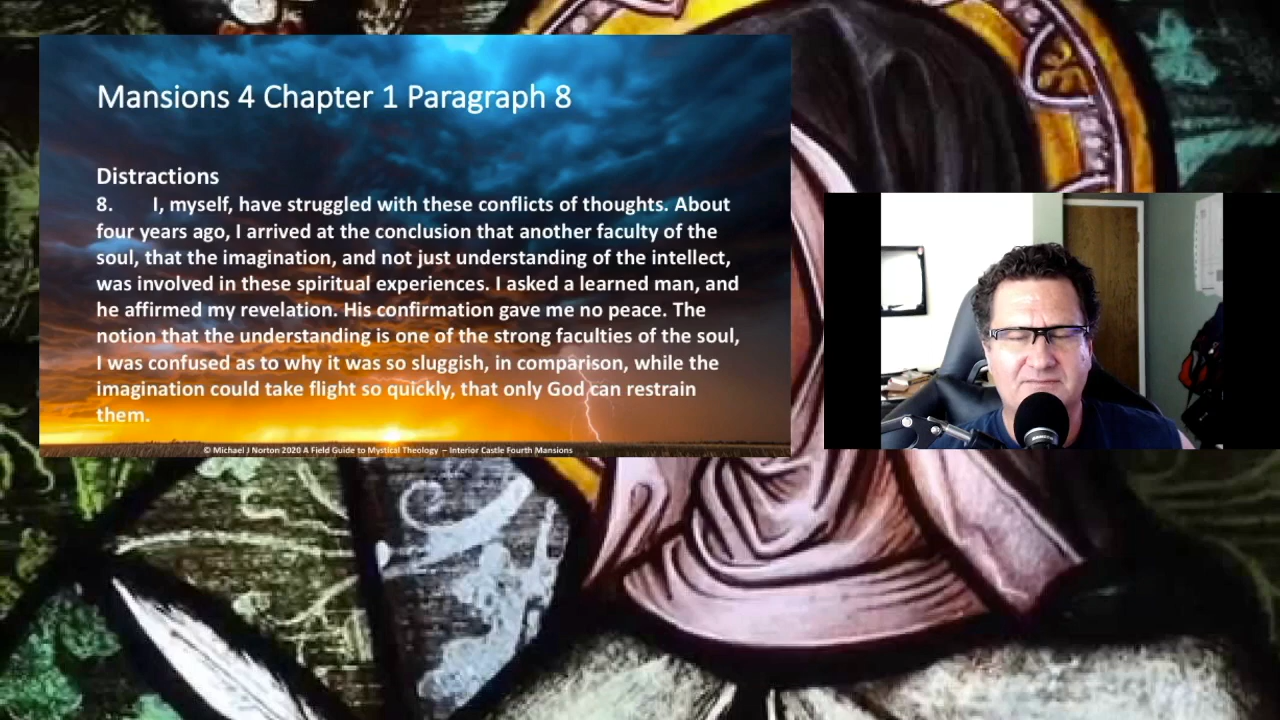 Mansions 4 Chapter 1 Paragraph 8
Distractions
8. I, myself, have struggled with these conflicts of thoughts. About
four years ago, I arrived at the conclusion that another faculty of the
soul, that the imagination, and not just understanding of the intellect,
was involved in these spiritual experiences. I asked a learned man, and
he affirmed my revelation. His confirmation gave me no peace. The
notion that the understanding is one of the strong faculties of the soul,
I was confused as to why it was so sluggish, in comparison, while the
imagination could take flight so quickly, that only God can restrain
them.
© Michael J Norton 2020 A Field Guide to Mystical Theology – Interior Castle Fourth Mansions